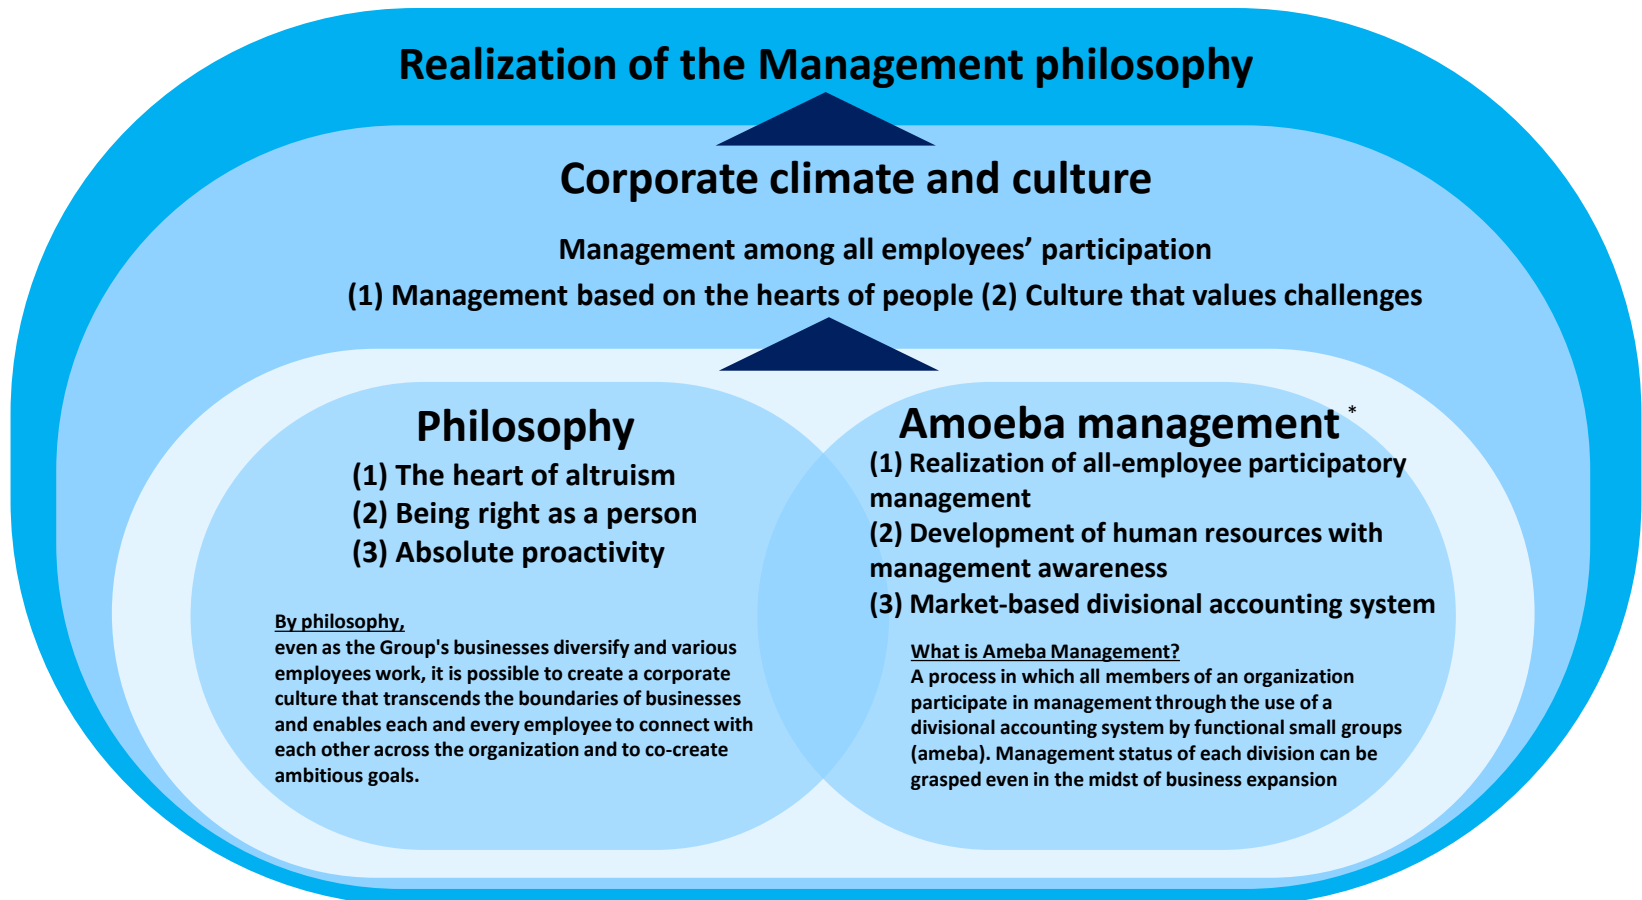 Realization of the Management philosophy
Corporate climate and culture
Management among all employees’ participation
(1) Management based on the hearts of people (2) Culture that values challenges
Philosophy
(1) The heart of altruism
(2) Being right as a person
(3) Absolute proactivity
By philosophy,
even as the Group's businesses diversify and various
employees work, it is possible to create a corporate
culture that transcends the boundaries of businesses
and enables each and every employee to connect with
each other across the organization and to co-create
ambitious goals.
Amoeba management *
(1) Realization of all-employee participatory
management
(2) Development of human resources with
management awareness
(3) Market-based divisional accounting system
What is Ameba Management?
A process in which all members of an organization
participate in management through the use of a
divisional accounting system by functional small groups
(ameba). Management status of each division can be
grasped even in the midst of business expansion